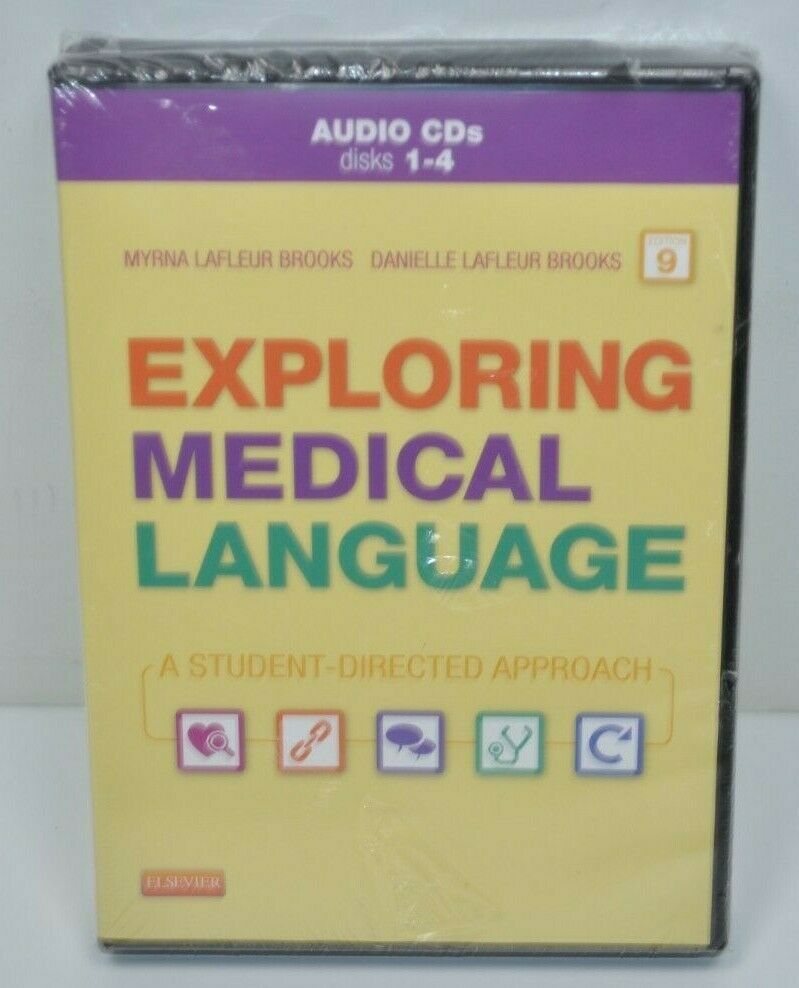 AUDIO CDs
disks 1-4
MYRNA LAFLEUR BROOKS DANIELLE LAFLEUR BROOKS
EDITION
9
EXPLORING
MEDICAL
LANGUAGE
A STUDENT-DIRECTED APPROACH
ELSEVIER